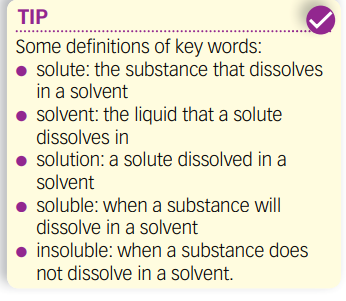 TIP
Some definitions of key words:
● solute: the substance that dissolves
in a solvent
● solvent: the liquid that a solute
dissolves in
● solution: a solute dissolved in a
solvent
● soluble: when a substance will
dissolve in a solvent
● insoluble: when a substance does
not dissolve in a solvent.